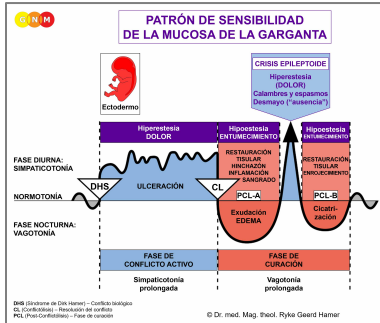 GNM
PATRÓN DE SENSIBILIDAD
DE LA MUCOSA DE LA GARGANTA
CRISIS EPILEPTOIDE
Hiperestesia
(DOLOR)
Calambres y espasmos
Desmayo ("ausencia")
Ectodermo
Hiperestesia
DOLOR
Hipoestesia
ENTUMECIMIENTO
Hipoestesia
ENTUMECIMIENTO
FASE DIURNA:
SIMPATICOTONÍA
RESTAURACIÓN
TISULAR
HINCHAZÓN
INFLAMACIÓN
SANGRADO
RESTAURACIÓN
TISULAR
ENROJECIMIENTO
DHS
ULCERACIÓN
CL
PCL-A
PCL-B
NORMOTONÍA
Exudación
EDEMA
Cicatri-
zación
FASE NOCTURNA:
VAGOTONÍA
FASE DE
CONFLICTO ACTIVO
FASE DE
CURACIÓN
Simpaticotonía
prolongada
Vagotonía
prolongada
DHS (Síndrome de Dirk Hamer) – Conflicto biológico
CL (Conflictólisis) – Resolución del conflicto
PCL (Post-Conflictólisis) – Fase de curación
© Dr. med. Mag. theol. Ryke Geerd Hamer